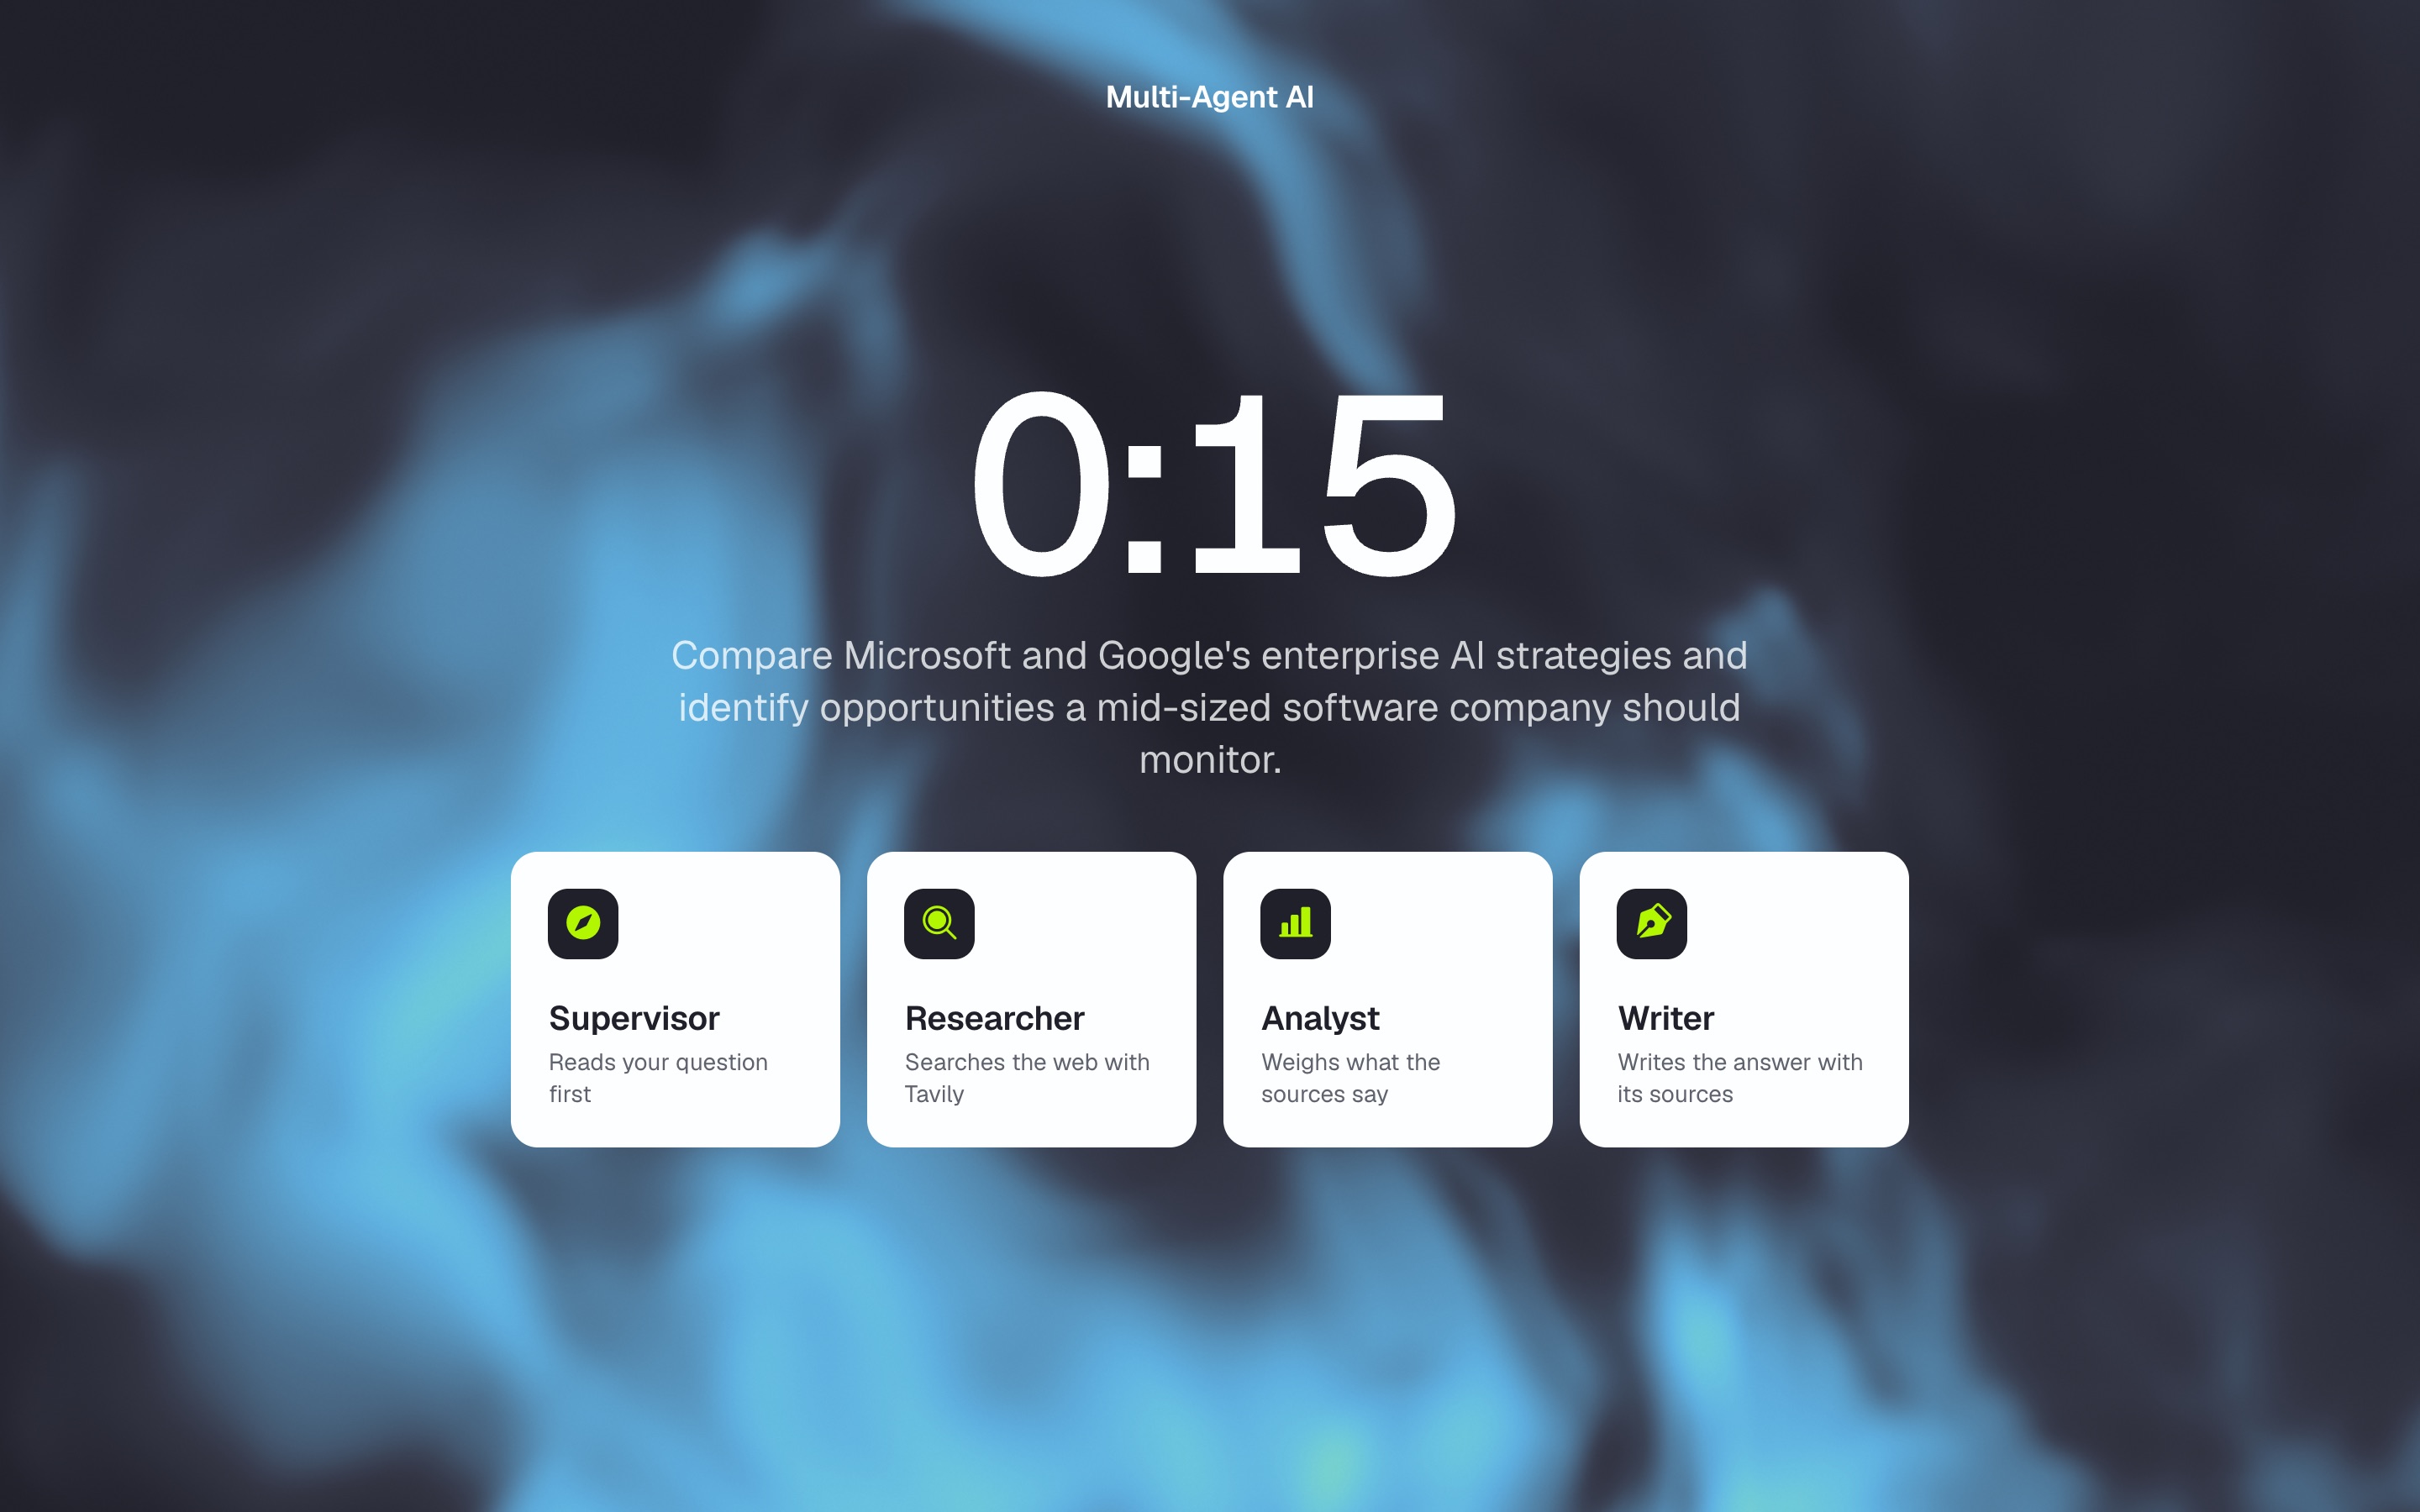 Multi-Agent AI
0:15
Compare Microsoft and Google's enterprise AI strategies and
identify opportunities a mid-sized software company should
monitor.
Supervisor
Reads your question
first
Researcher
Searches the web with
Tavily
Analyst
Weighs what the
sources say
Writer
Writes the answer with
its sources